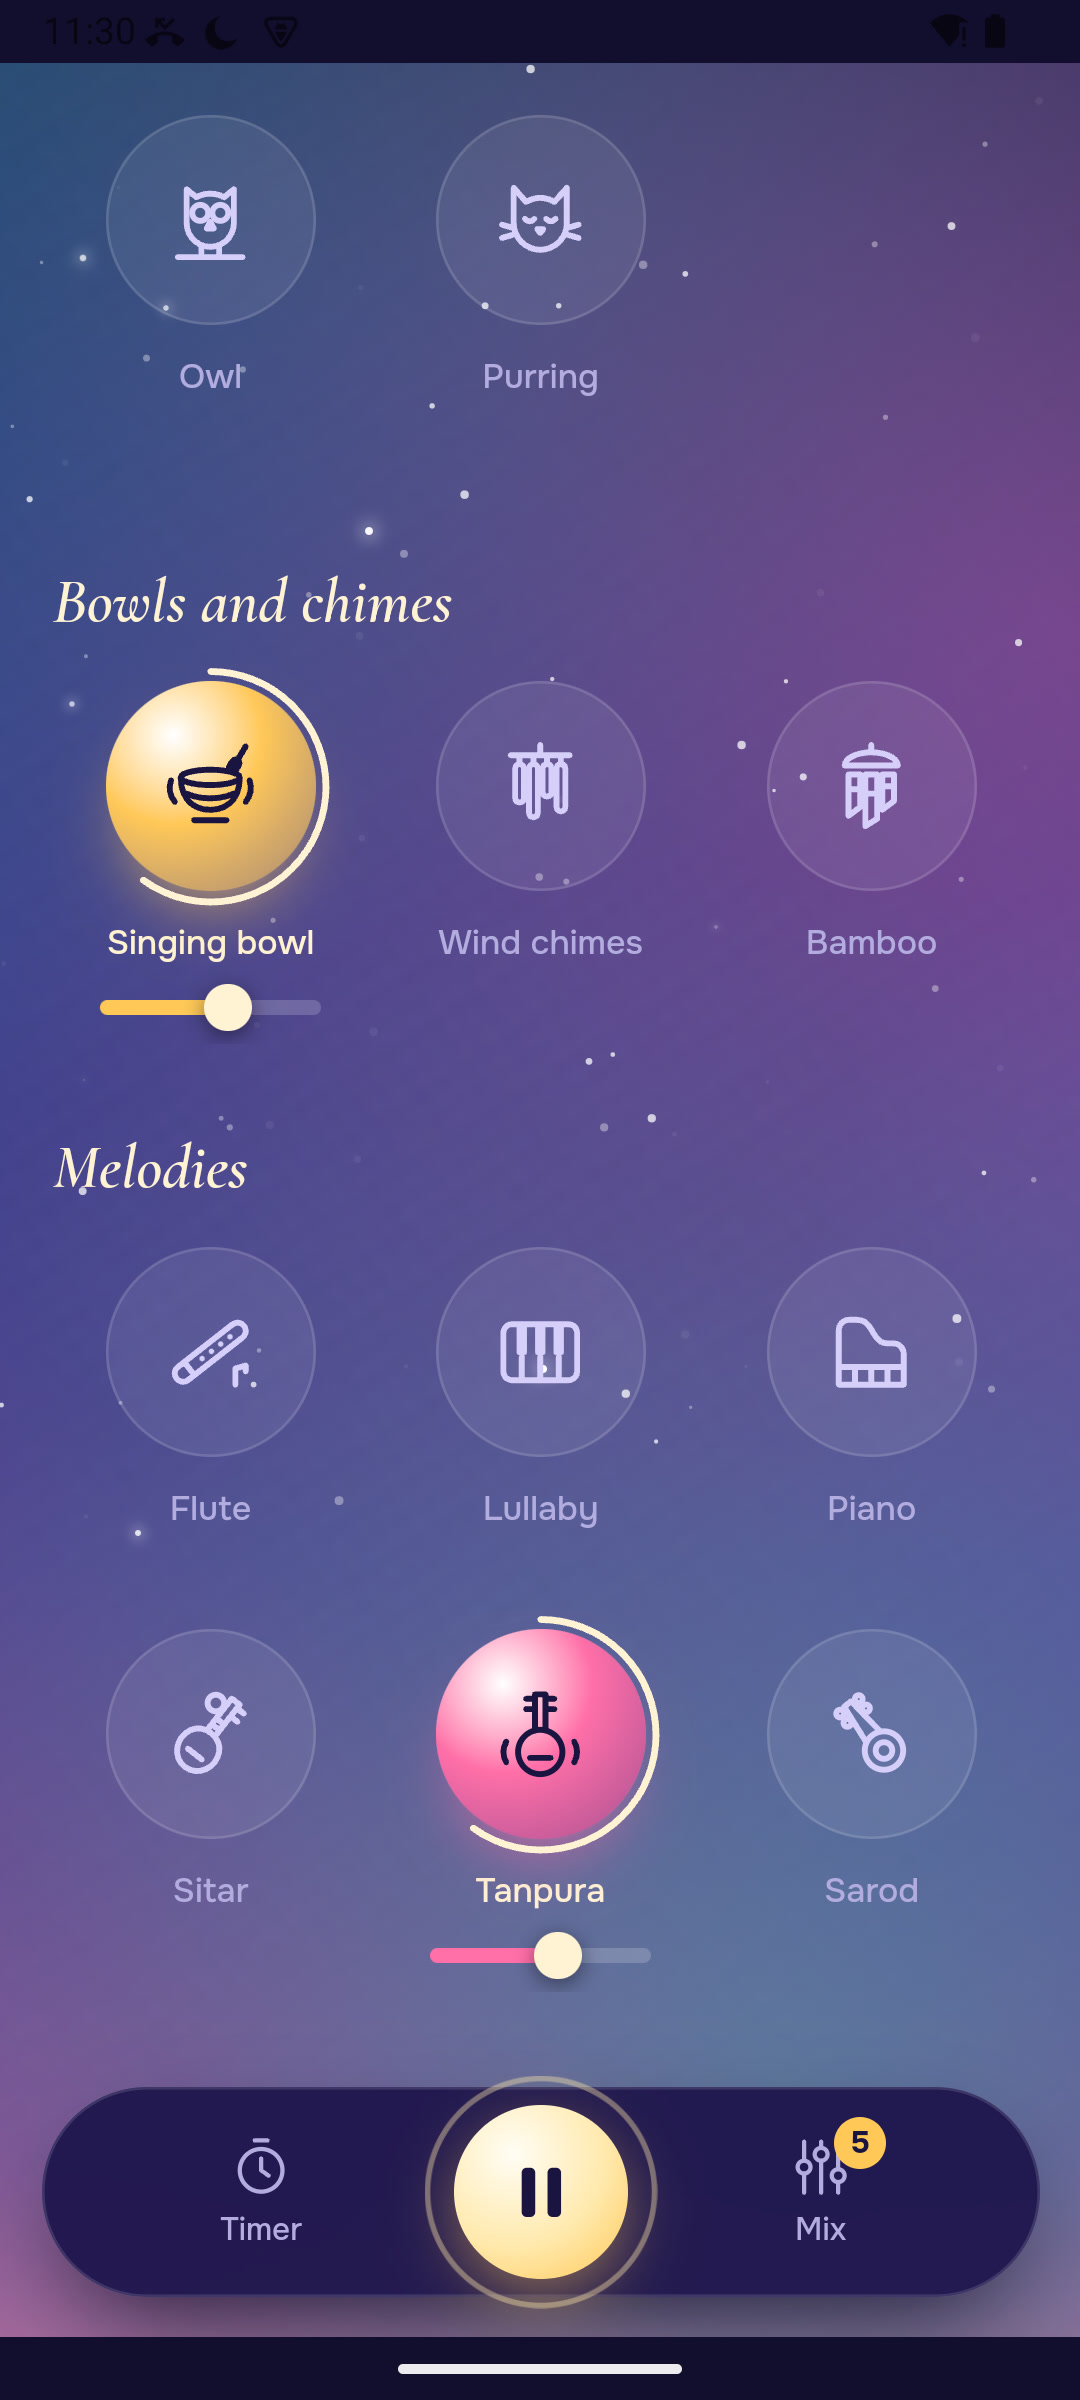 11:30
Owl
Purring
Bowls and chimes
Singing bowl
Wind chimes
Bamboo
Melodies
Flute
Lullaby
Piano
Sitar
Tanpura
Sarod
Timer
Mix
5